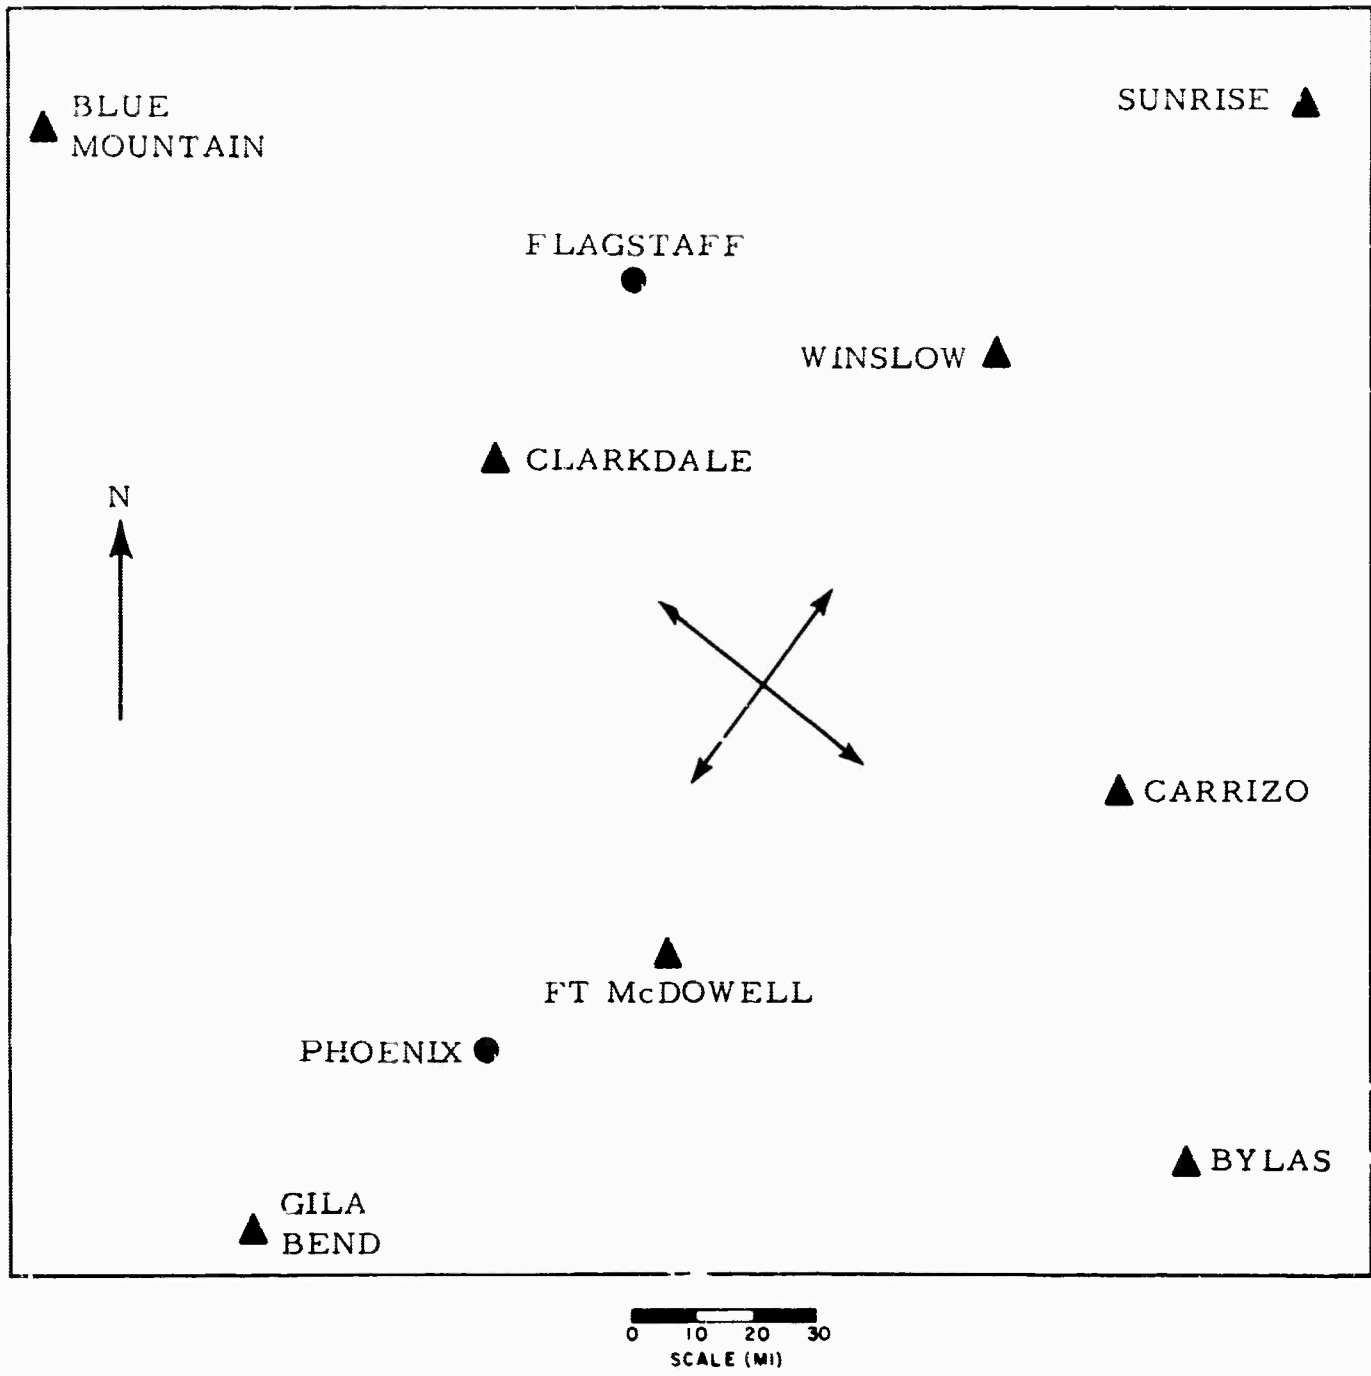 BLUE
MOUNTAIN
SUNRISE
FLAGSTAFF
WINSLOW
CLARKDALE
N
CARRIZO
FT McDOWELL
PHOENIX
BYLAS
GILA
BEND
0 10 20 30
SCALE (MI)